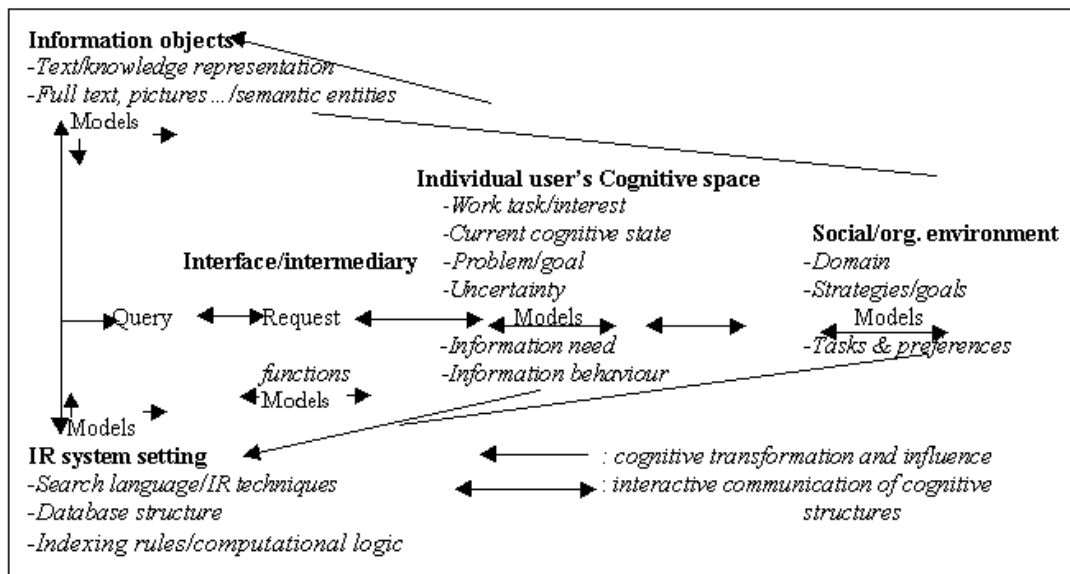 Information objects
-Text/knowledge representation
-Full text, pictures .../semantic entities
Models
Individual user's Cognitive space
-Work task/interest
-Current cognitive state
-Problem/goal
-Uncertainty
Models
-Information need
-Information behaviour
Social/org. environment
-Domain
-Strategies/goals
Models
-Tasks & preferences
Interface/intermediary
Query
Request
functions
Models
Models
IR system setting
-Search language/IR techniques
-Database structure
-Indexing rules/computational logic
: cognitive transformation and influence
: interactive communication of cognitive
structures